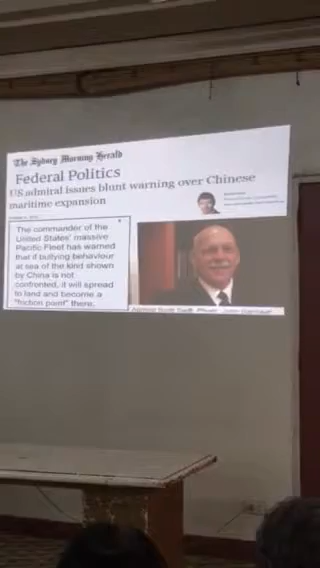 The Sydney Morning Herald
Federal Politics
US admiral issues blunt warning over Chinese
maritime expansion
The commander of the
United States' massive
Pacific Fleet has warned
that if bullying behaviour
at sea of the kind shown
by China is not
confronted, it will spread
to land and become a
"friction point" there.
Admiral Scott Swift. Photo: